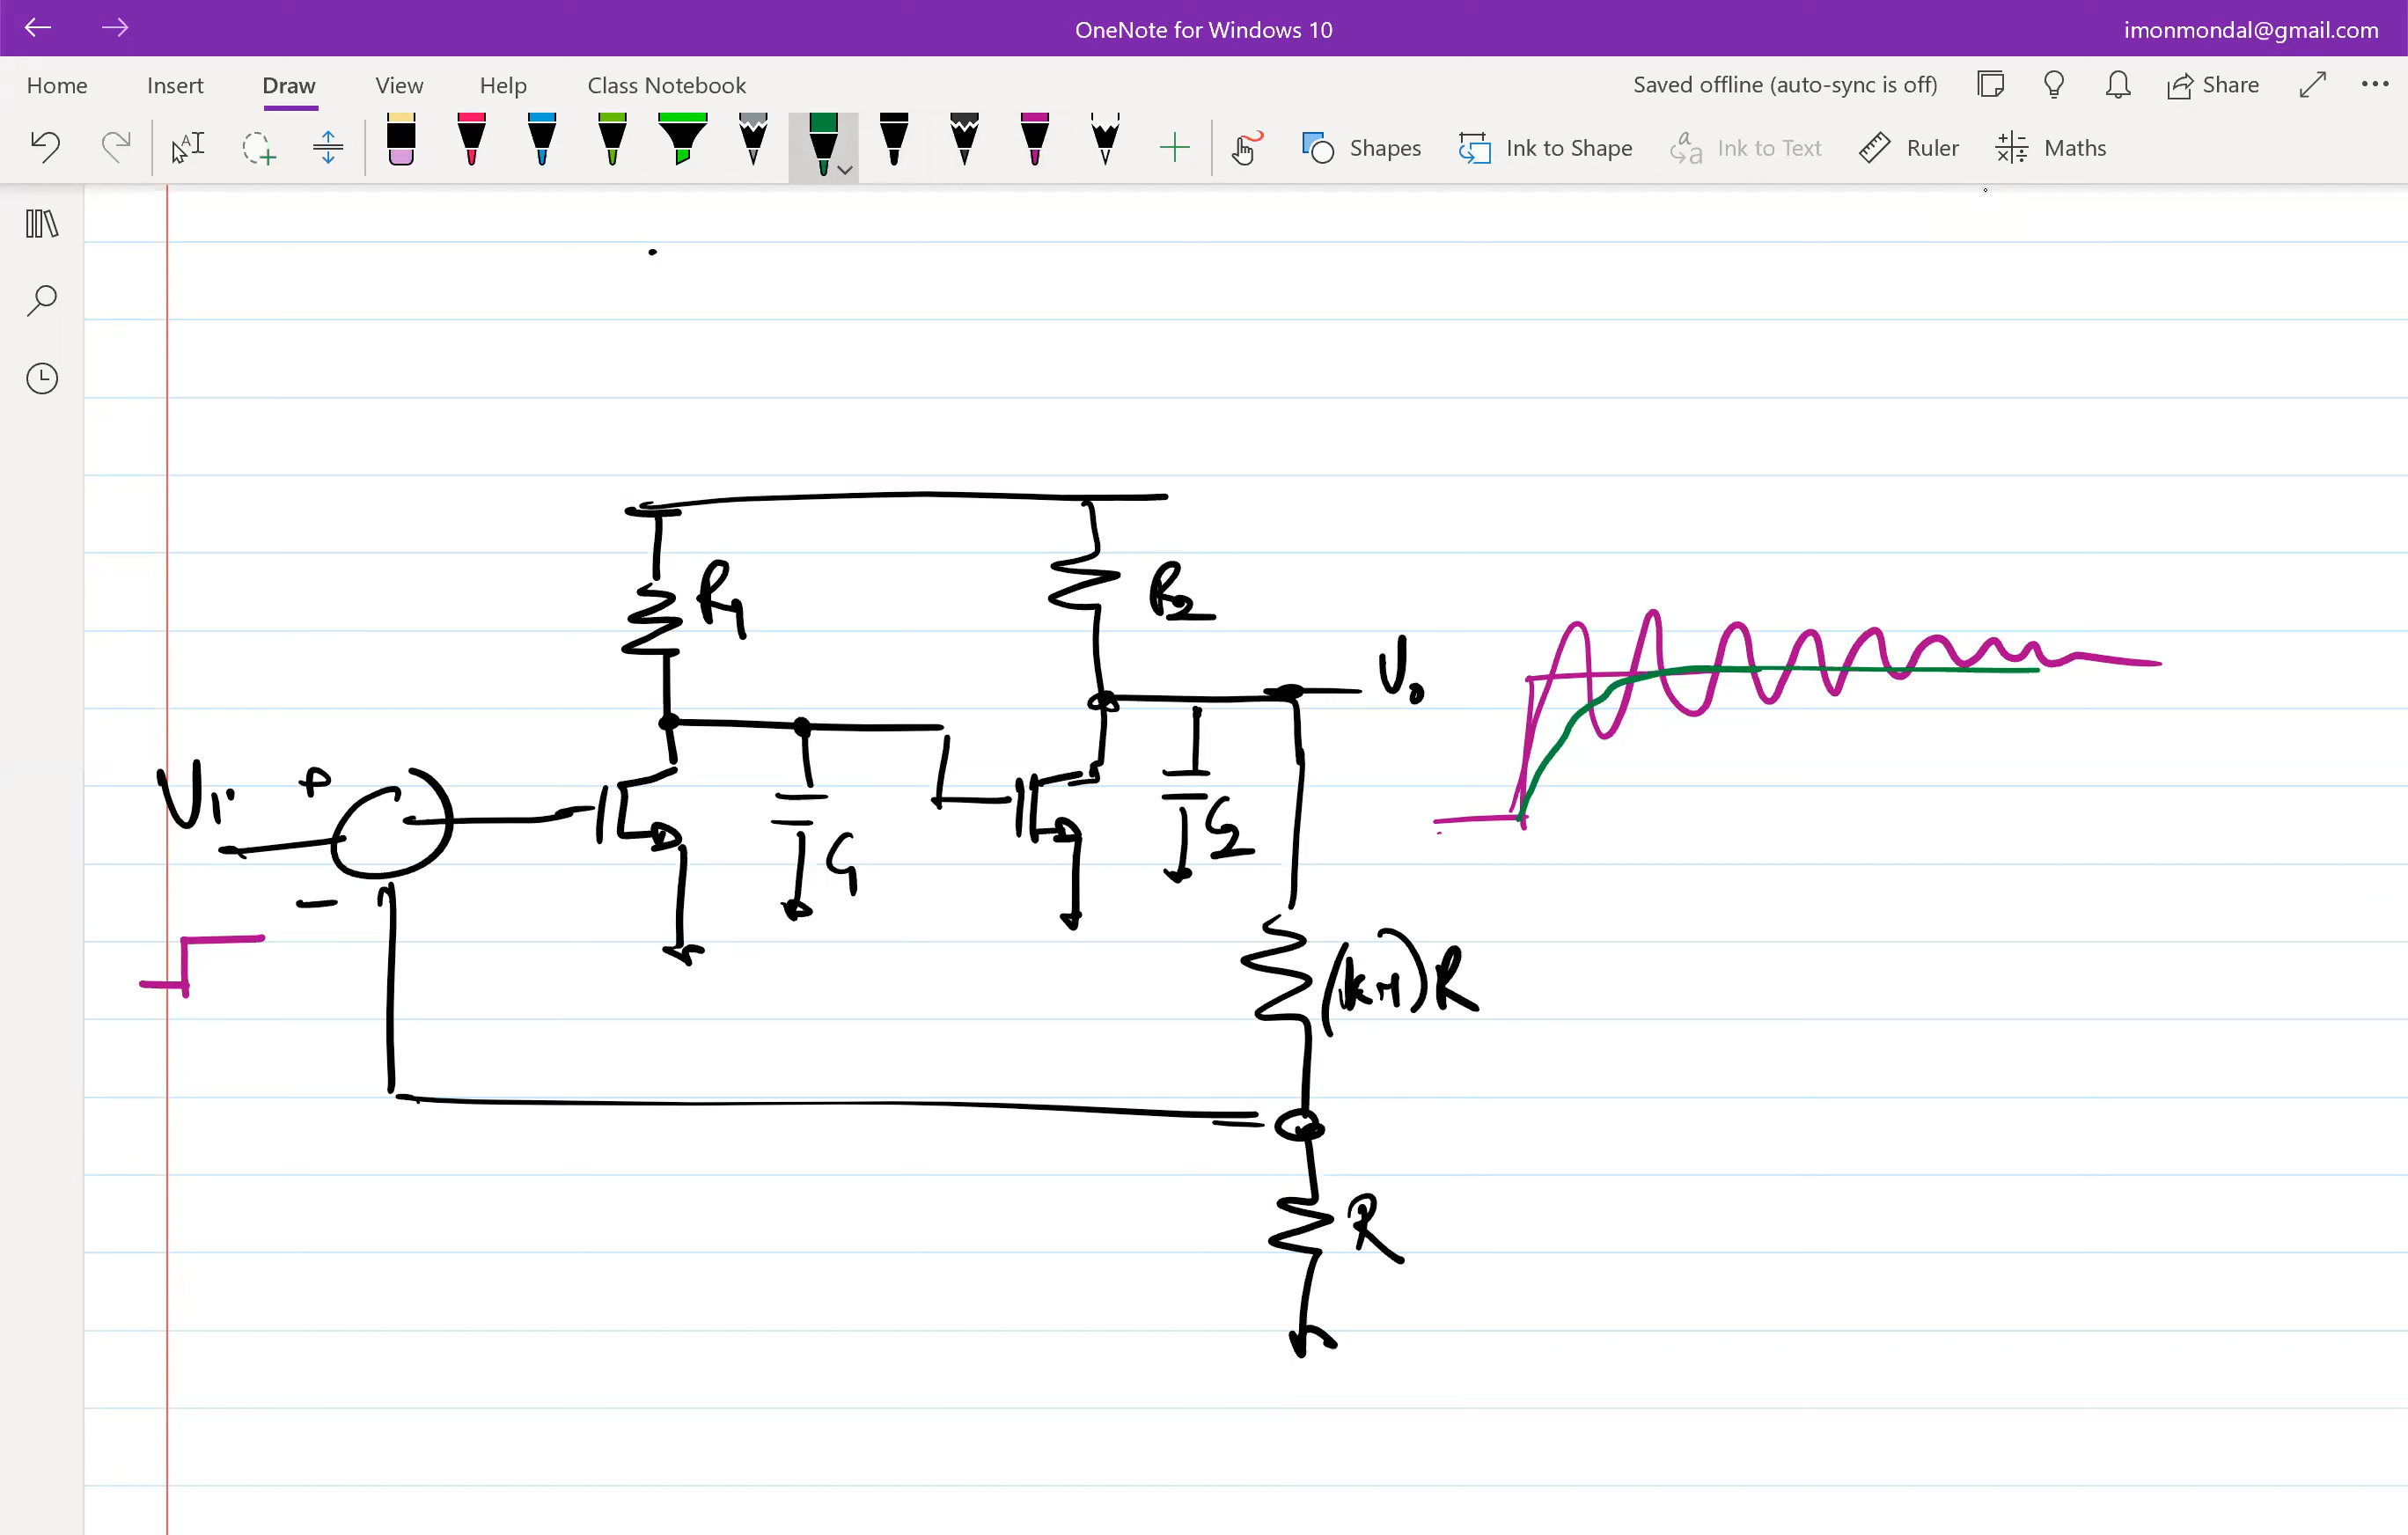 OneNote for Windows 10 imonmondal@gmail.com
Home Insert Draw View Help Class Notebook Saved offline (auto-sync is off) Share
Shapes Ink to Shape Ink to Text Ruler Maths
R1 R2
Vo
Vi + C1 C2
-
(k-1)R
R